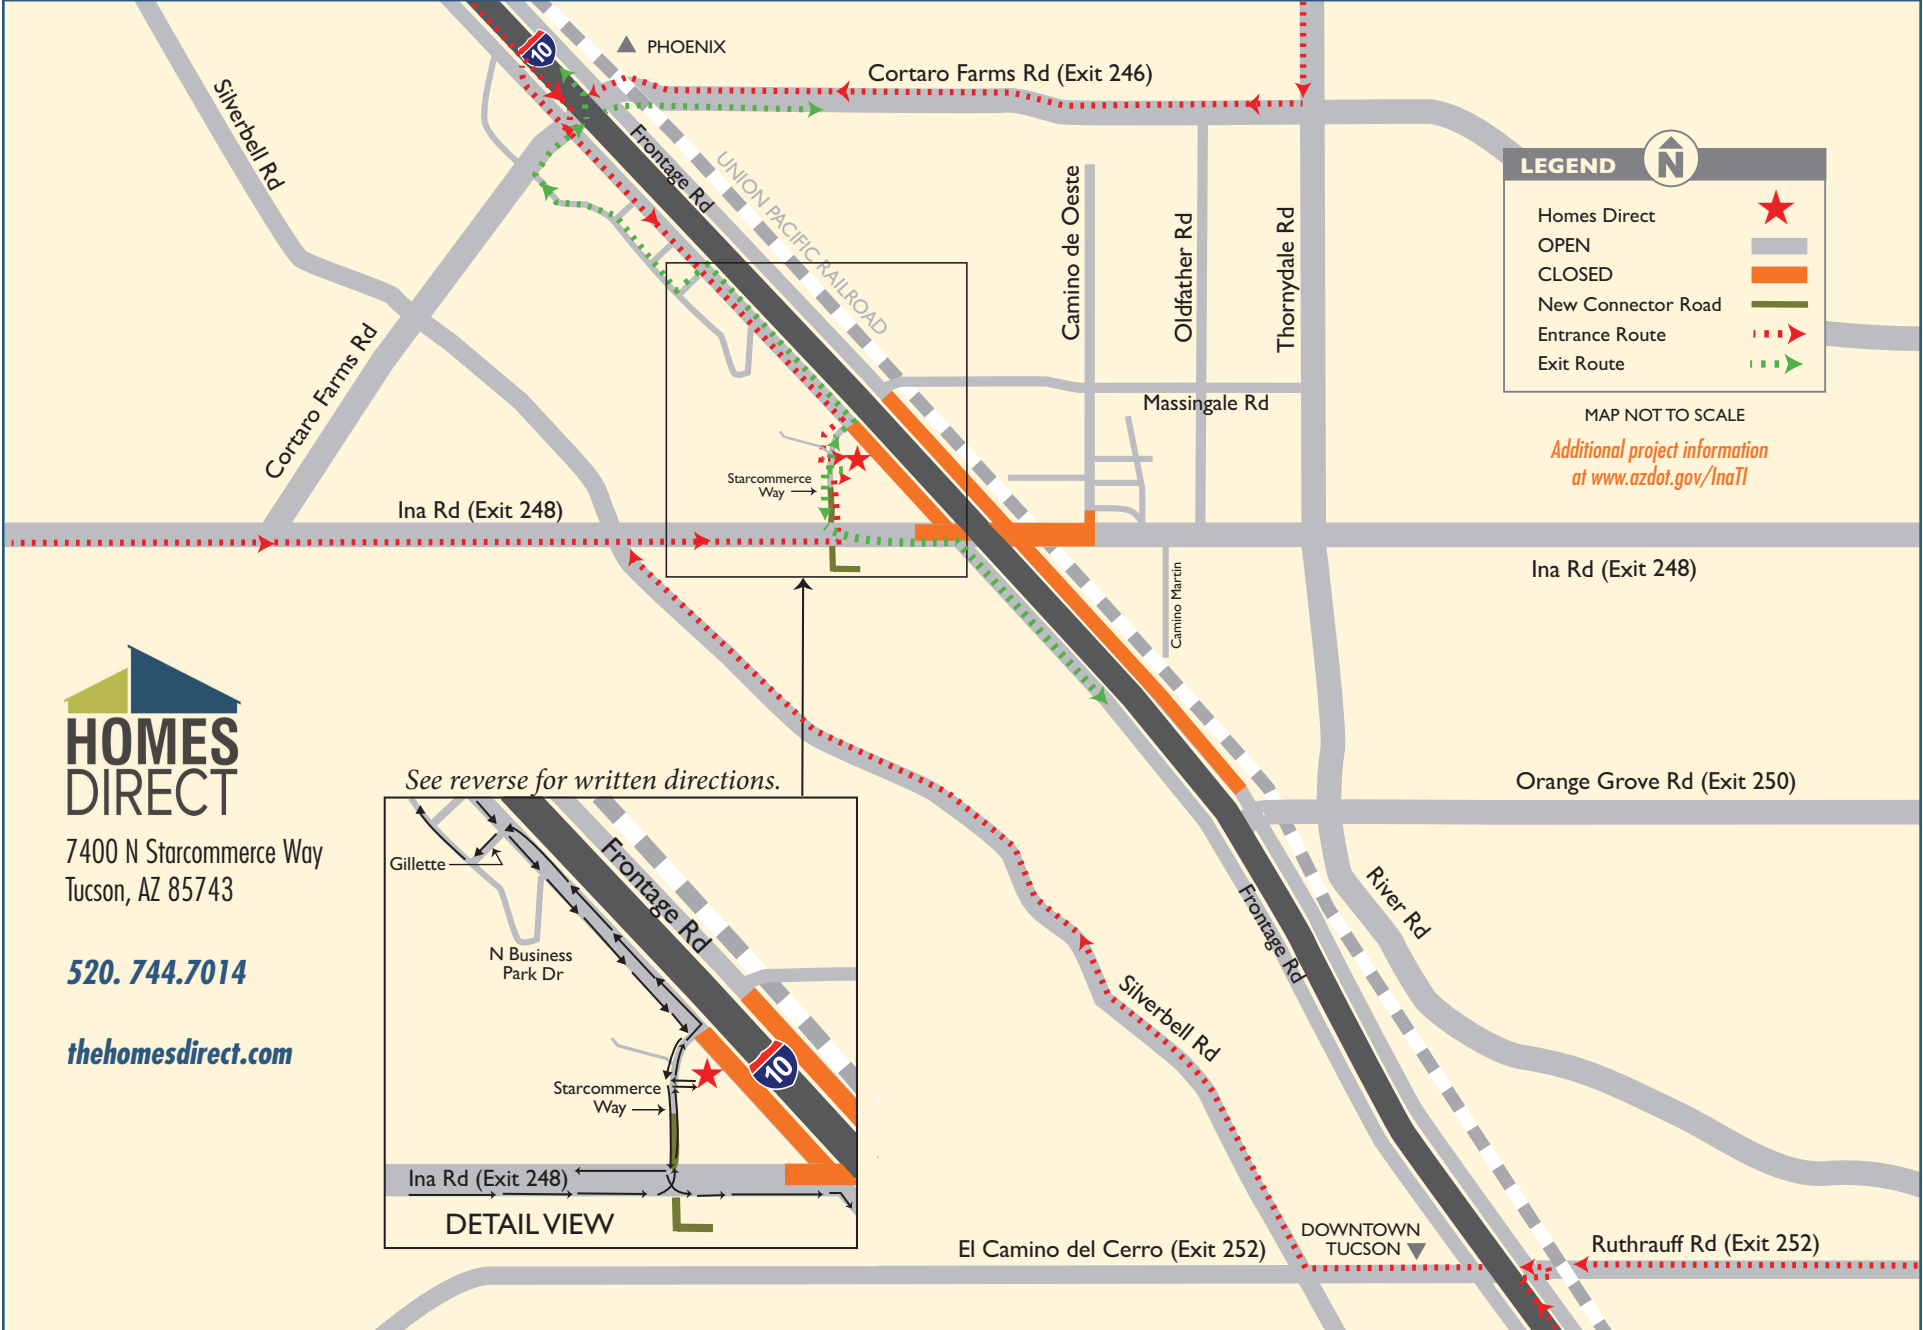 10
PHOENIX
Cortaro Farms Rd (Exit 246)
Silverbell Rd
Frontage Rd
UNION PACIFIC RAILROAD
Camino de Oeste
Oldfather Rd
Thornydale Rd
LEGEND
N
Homes Direct
OPEN
CLOSED
New Connector Road
Entrance Route
Exit Route
MAP NOT TO SCALE
Additional project information
at www.azdot.gov/InaTI
Cortaro Farms Rd
Massingale Rd
Starcommerce
Way
Ina Rd (Exit 248)
Ina Rd (Exit 248)
Camino Martin
HOMES
DIRECT
7400 N Starcommerce Way
Tucson, AZ 85743
520. 744.7014
thehomesdirect.com
See reverse for written directions.
Gillette
Frontage Rd
N Business
Park Dr
10
Starcommerce
Way
Ina Rd (Exit 248)
DETAIL VIEW
Orange Grove Rd (Exit 250)
River Rd
Frontage Rd
Silverbell Rd
El Camino del Cerro (Exit 252)
DOWNTOWN
TUCSON
Ruthrauff Rd (Exit 252)